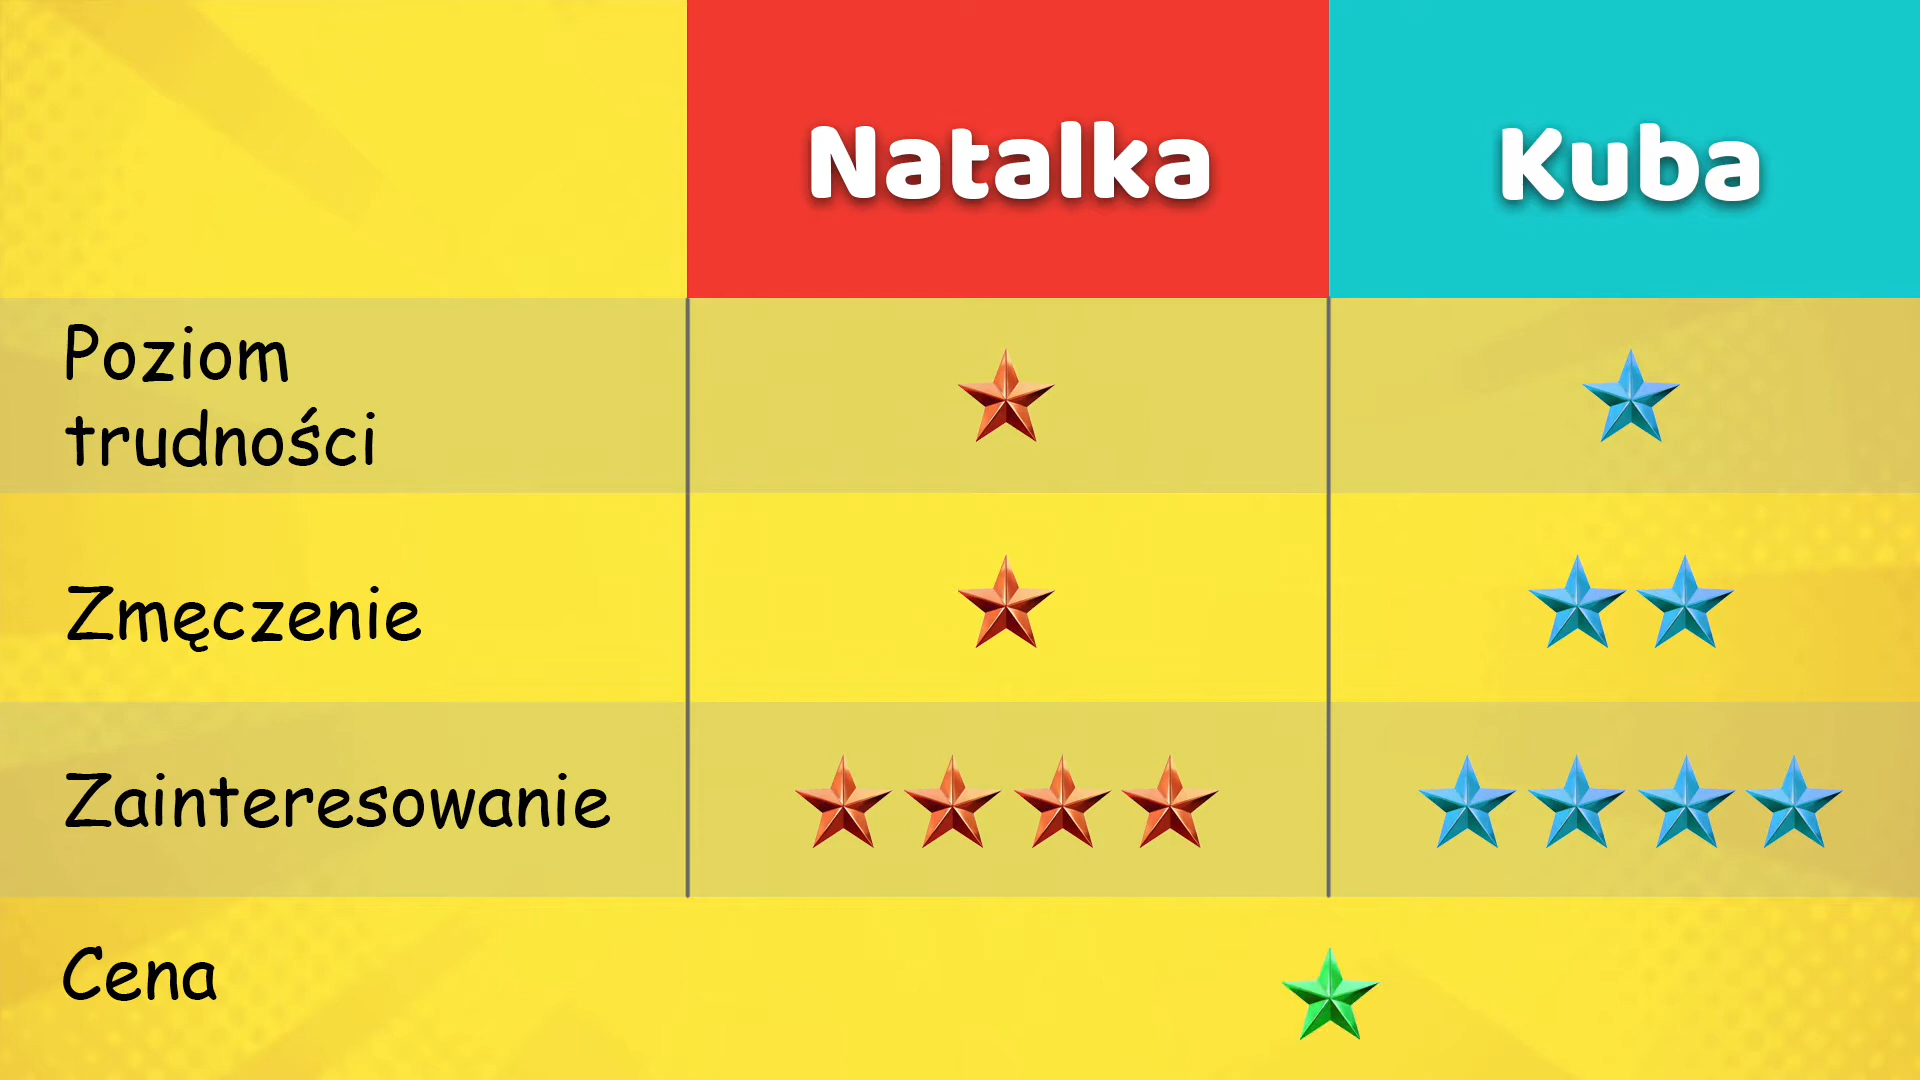 Natalka
Kuba
Poziom
trudności
Zmęczenie
Zainteresowanie
Cena